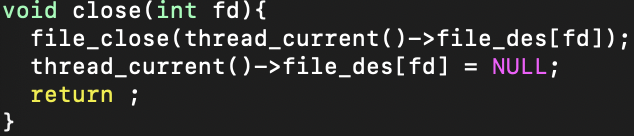 void close(int fd){
  file_close(thread_current()->file_des[fd]);
  thread_current()->file_des[fd] = NULL;
  return ;
}